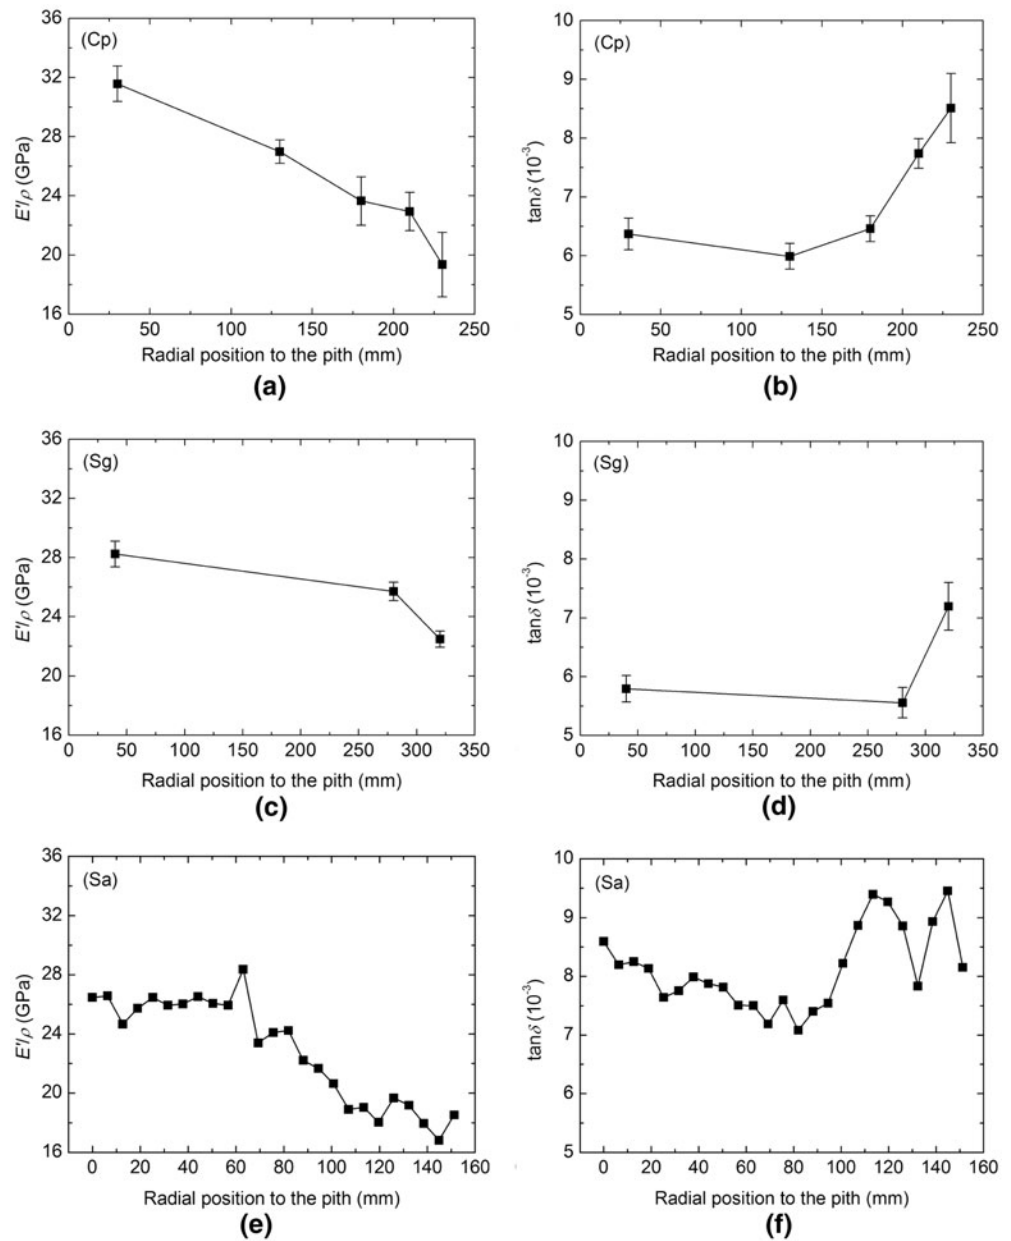 36
32
28
24
20
16
E'/ρ (GPa)
(Cp)
0 50 100 150 200 250
Radial position to the pith (mm)
(a)
10
9
8
7
6
5
tanδ (10⁻³)
(Cp)
0 50 100 150 200 250
Radial position to the pith (mm)
(b)
36
32
28
24
20
16
E'/ρ (GPa)
(Sg)
0 50 100 150 200 250 300 350
Radial position to the pith (mm)
(c)
10
9
8
7
6
5
tanδ (10⁻³)
(Sg)
0 50 100 150 200 250 300 350
Radial position to the pith (mm)
(d)
36
32
28
24
20
16
E'/ρ (GPa)
(Sa)
0 20 40 60 80 100 120 140 160
Radial position to the pith (mm)
(e)
10
9
8
7
6
5
tanδ (10⁻³)
(Sa)
0 20 40 60 80 100 120 140 160
Radial position to the pith (mm)
(f)